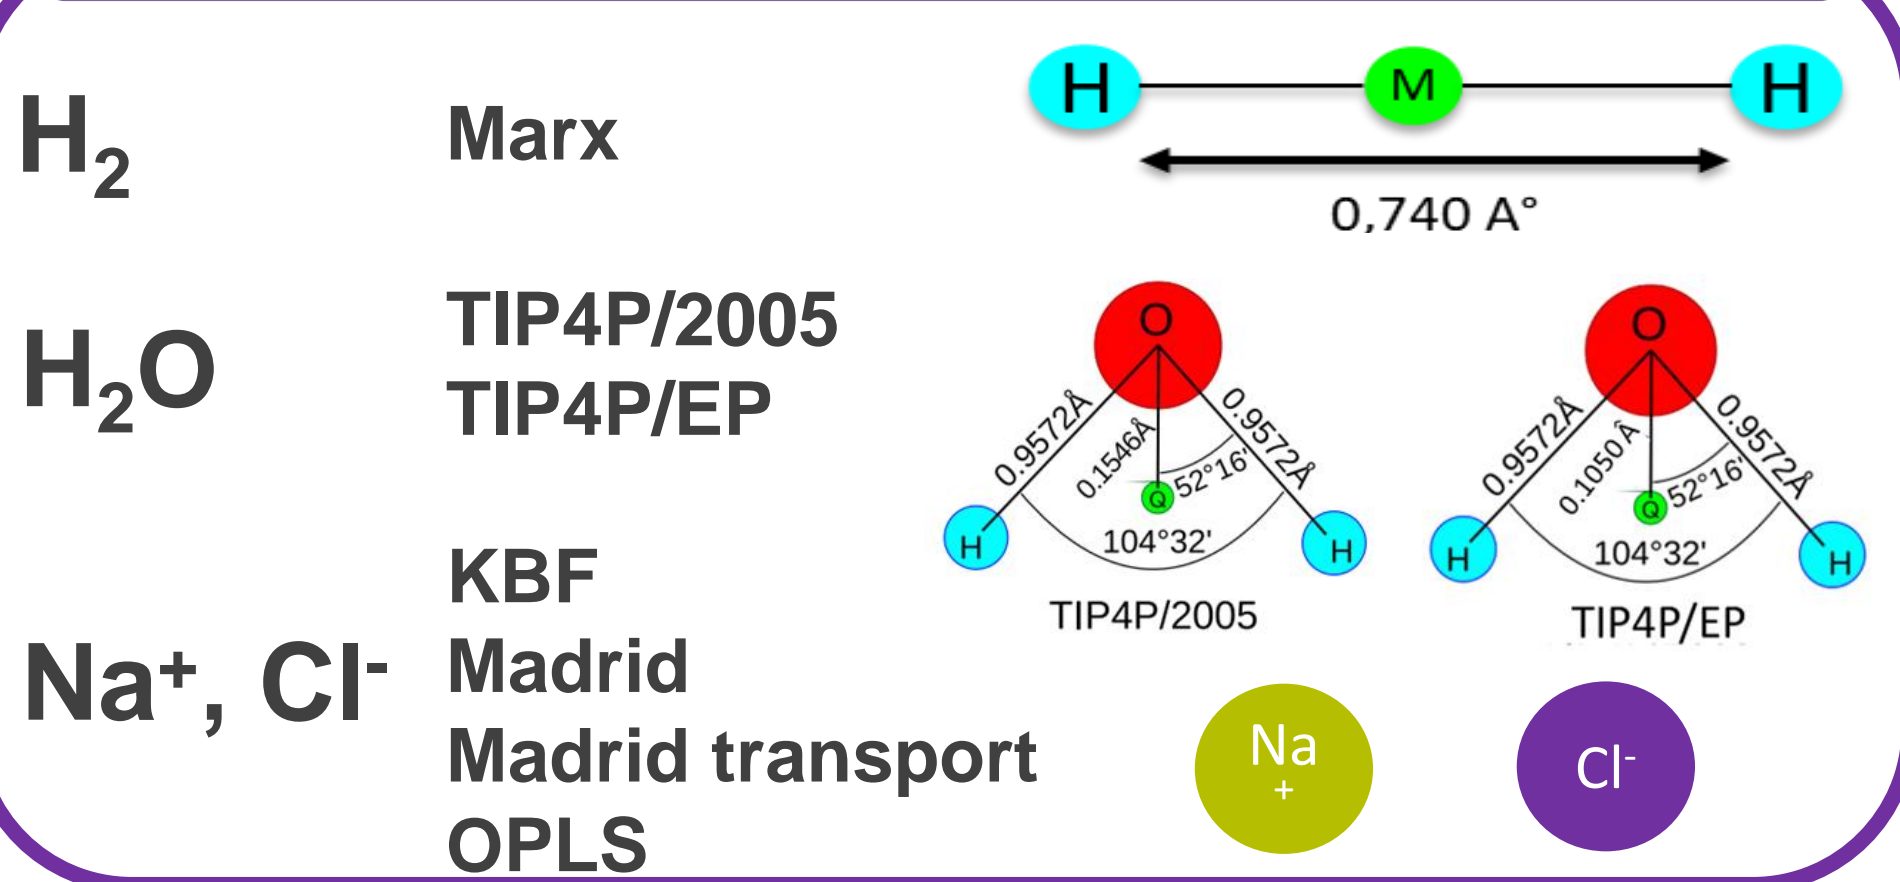 H₂
Marx
H M H
0,740 A°
H₂O
TIP4P/2005
TIP4P/EP
O
0.9572Å
0.1546Å
0.9572Å
52°16'
Q
H
104°32'
H
TIP4P/2005
O
0.9572Å
0.1050Å
0.9572Å
52°16'
Q
H
104°32'
H
TIP4P/EP
Na⁺, Cl⁻
KBF
Madrid
Madrid transport
OPLS
Na
+
Cl⁻